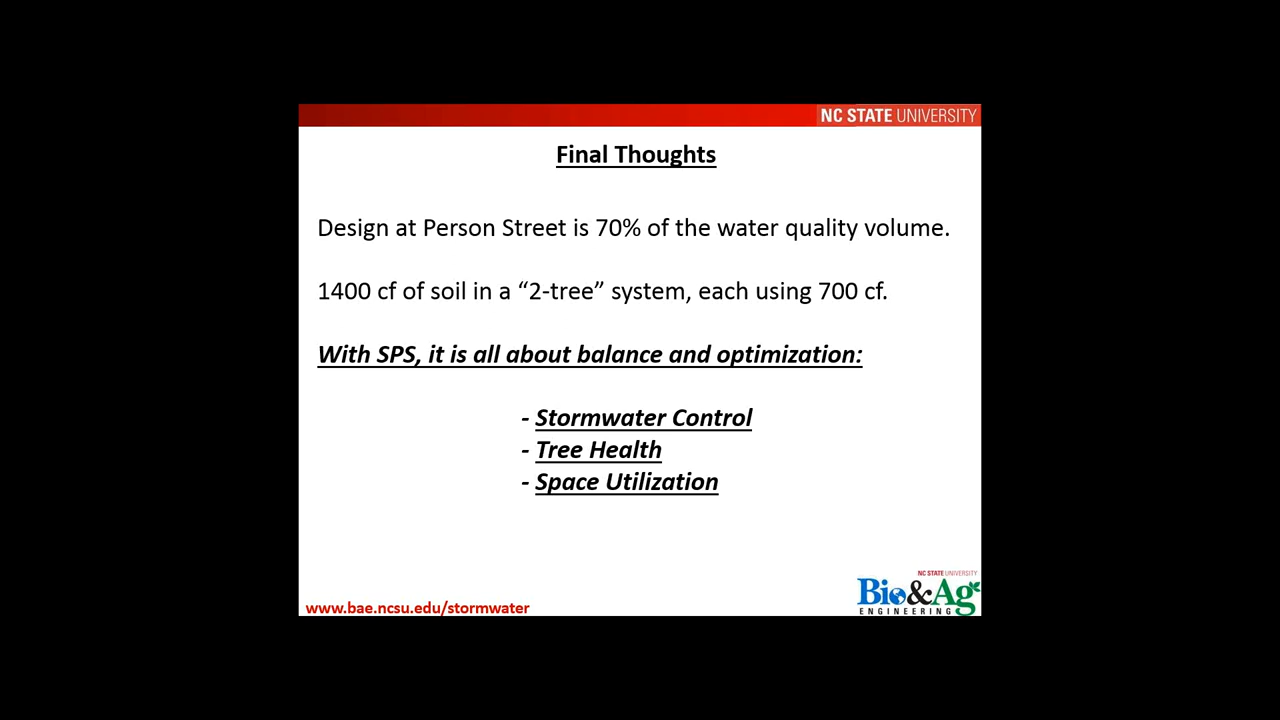 NC STATE UNIVERSITY
Final Thoughts
Design at Person Street is 70% of the water quality volume.
1400 cf of soil in a “2-tree” system, each using 700 cf.
With SPS, it is all about balance and optimization:
- Stormwater Control
- Tree Health
- Space Utilization
NC STATE UNIVERSITY
Bio&Ag
ENGINEERING
www.bae.ncsu.edu/stormwater